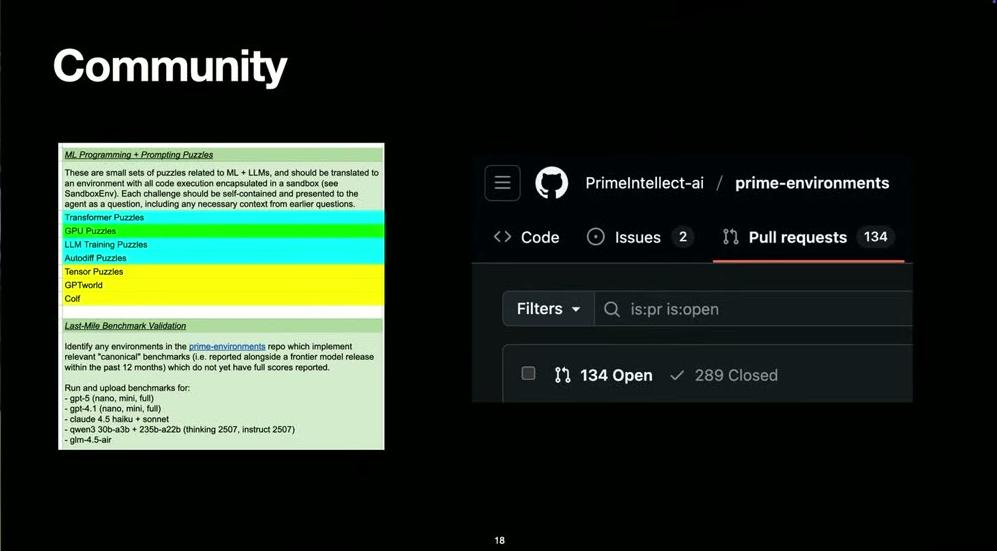 Community
ML Programming + Prompting Puzzles
These are small sets of puzzles related to ML + LLMs, and should be translated to
an environment with all code execution encapsulated in a sandbox (see
SandboxEnv). Each challenge should be self-contained and presented to the
agent as a question, including any necessary context from earlier questions.
Transformer Puzzles
GPU Puzzles
LLM Training Puzzles
Autodiff Puzzles
Tensor Puzzles
GPTworld
Colf
Last-Mile Benchmark Validation
Identify any environments in the prime-environments repo which implement
relevant "canonical" benchmarks (i.e. reported alongside a frontier model release
within the past 12 months) which do not yet have full scores reported.
Run and upload benchmarks for:
- gpt-5 (nano, mini, full)
- gpt-4.1 (nano, mini, full)
- claude 4.5 haiku + sonnet
- qwen3 30b-a3b + 235b-a22b (thinking 2507, instruct 2507)
- glm-4.5-air
PrimeIntellect-ai / prime-environments
Code Issues 2 Pull requests 134
Filters is:pr is:open
134 Open 289 Closed
18